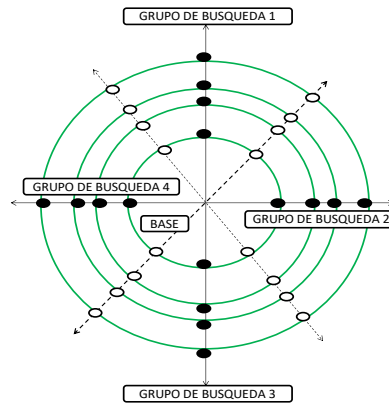 GRUPO DE BUSQUEDA 1
GRUPO DE BUSQUEDA 4
BASE
GRUPO DE BUSQUEDA 2
GRUPO DE BUSQUEDA 3